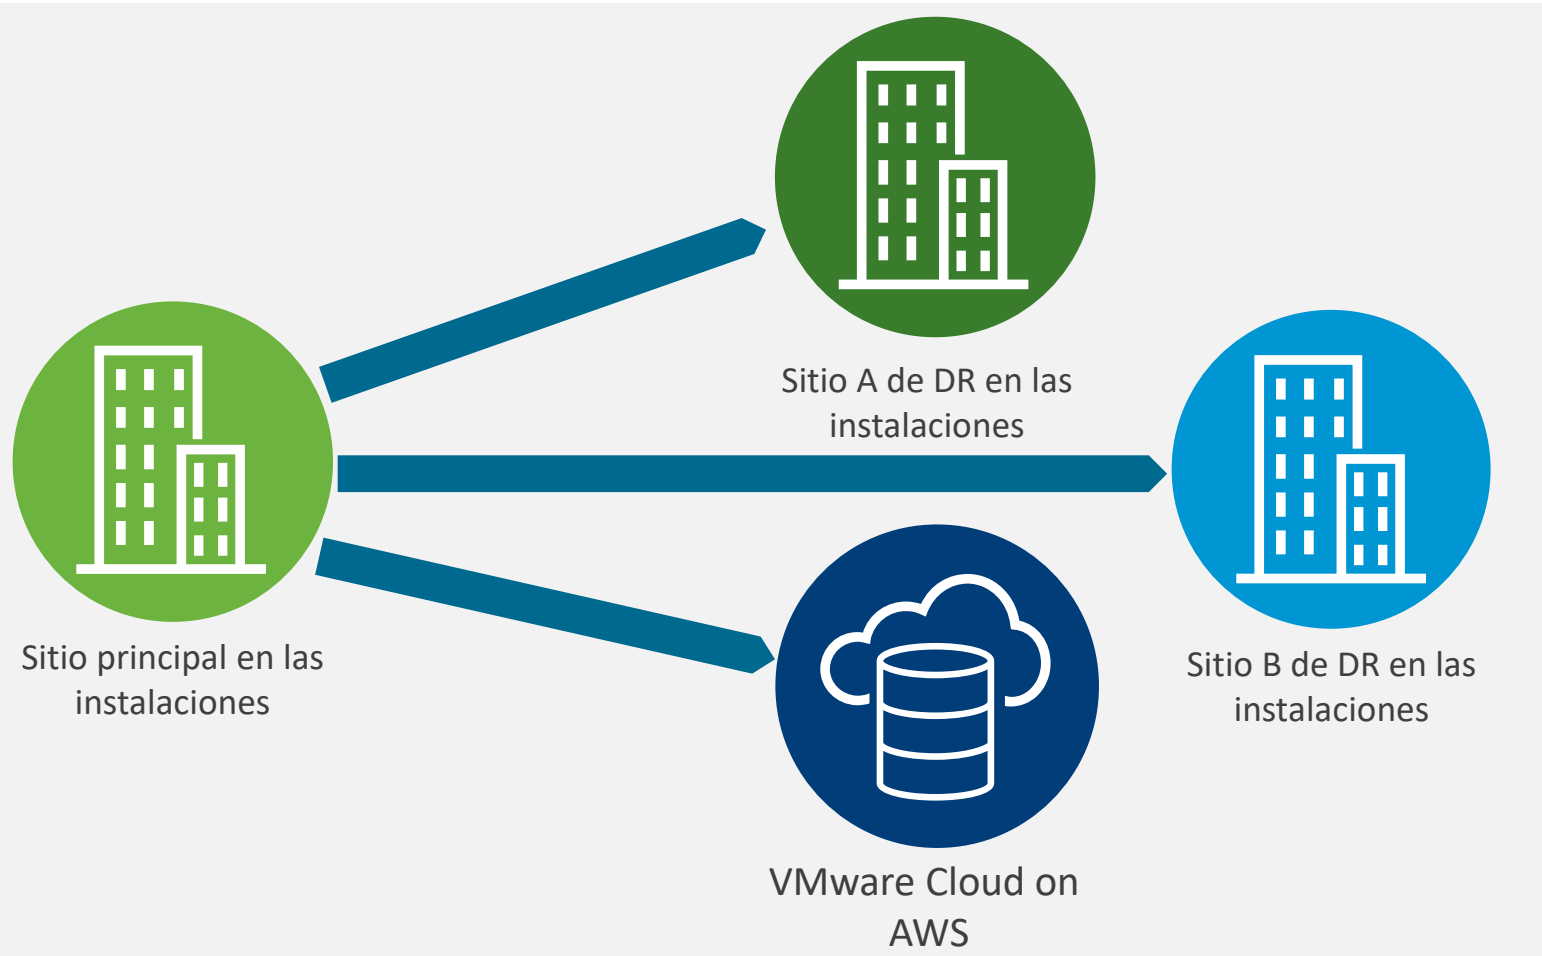 Sitio A de DR en las
instalaciones
Sitio principal en las
instalaciones
Sitio B de DR en las
instalaciones
VMware Cloud on
AWS